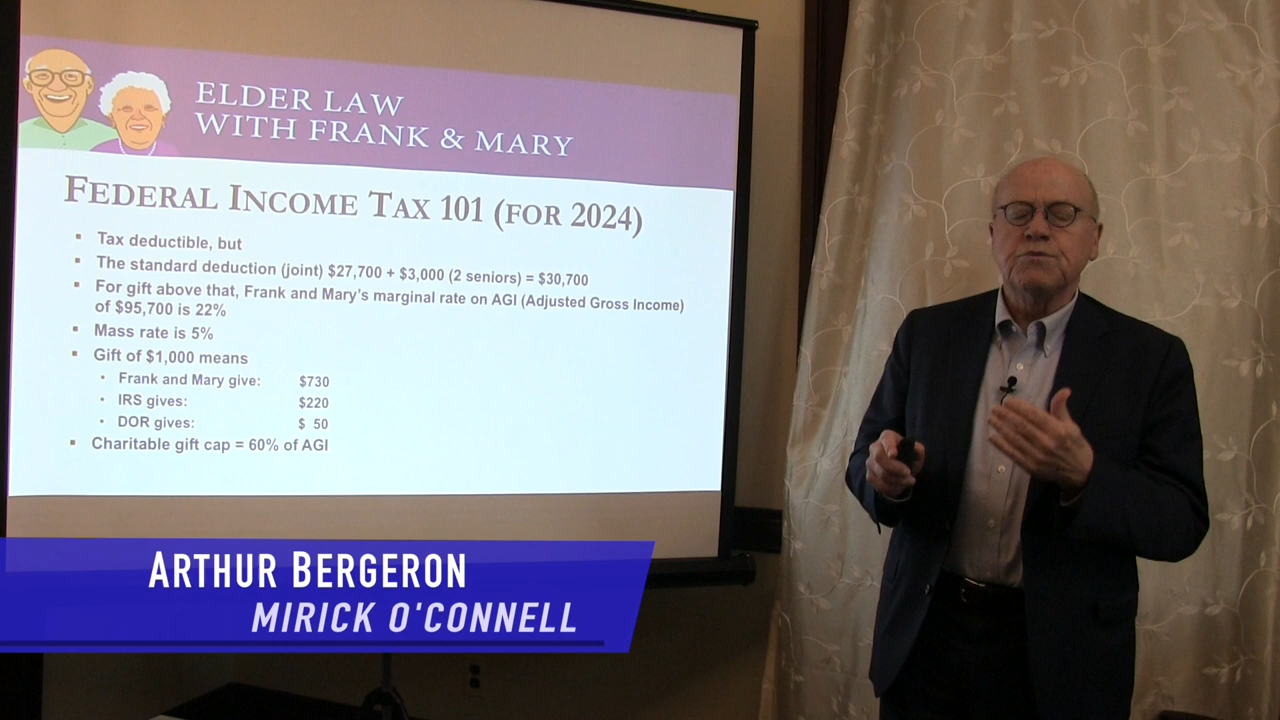 ELDER LAW
WITH FRANK & MARY
FEDERAL INCOME TAX 101 (FOR 2024)
▪ Tax deductible, but
▪ The standard deduction (joint) $27,700 + $3,000 (2 seniors) = $30,700
▪ For gift above that, Frank and Mary's marginal rate on AGI (Adjusted Gross Income)
of $95,700 is 22%
▪ Mass rate is 5%
▪ Gift of $1,000 means
• Frank and Mary give: $730
• IRS gives: $220
• DOR gives: $ 50
▪ Charitable gift cap = 60% of AGI
ARTHUR BERGERON
MIRICK O'CONNELL